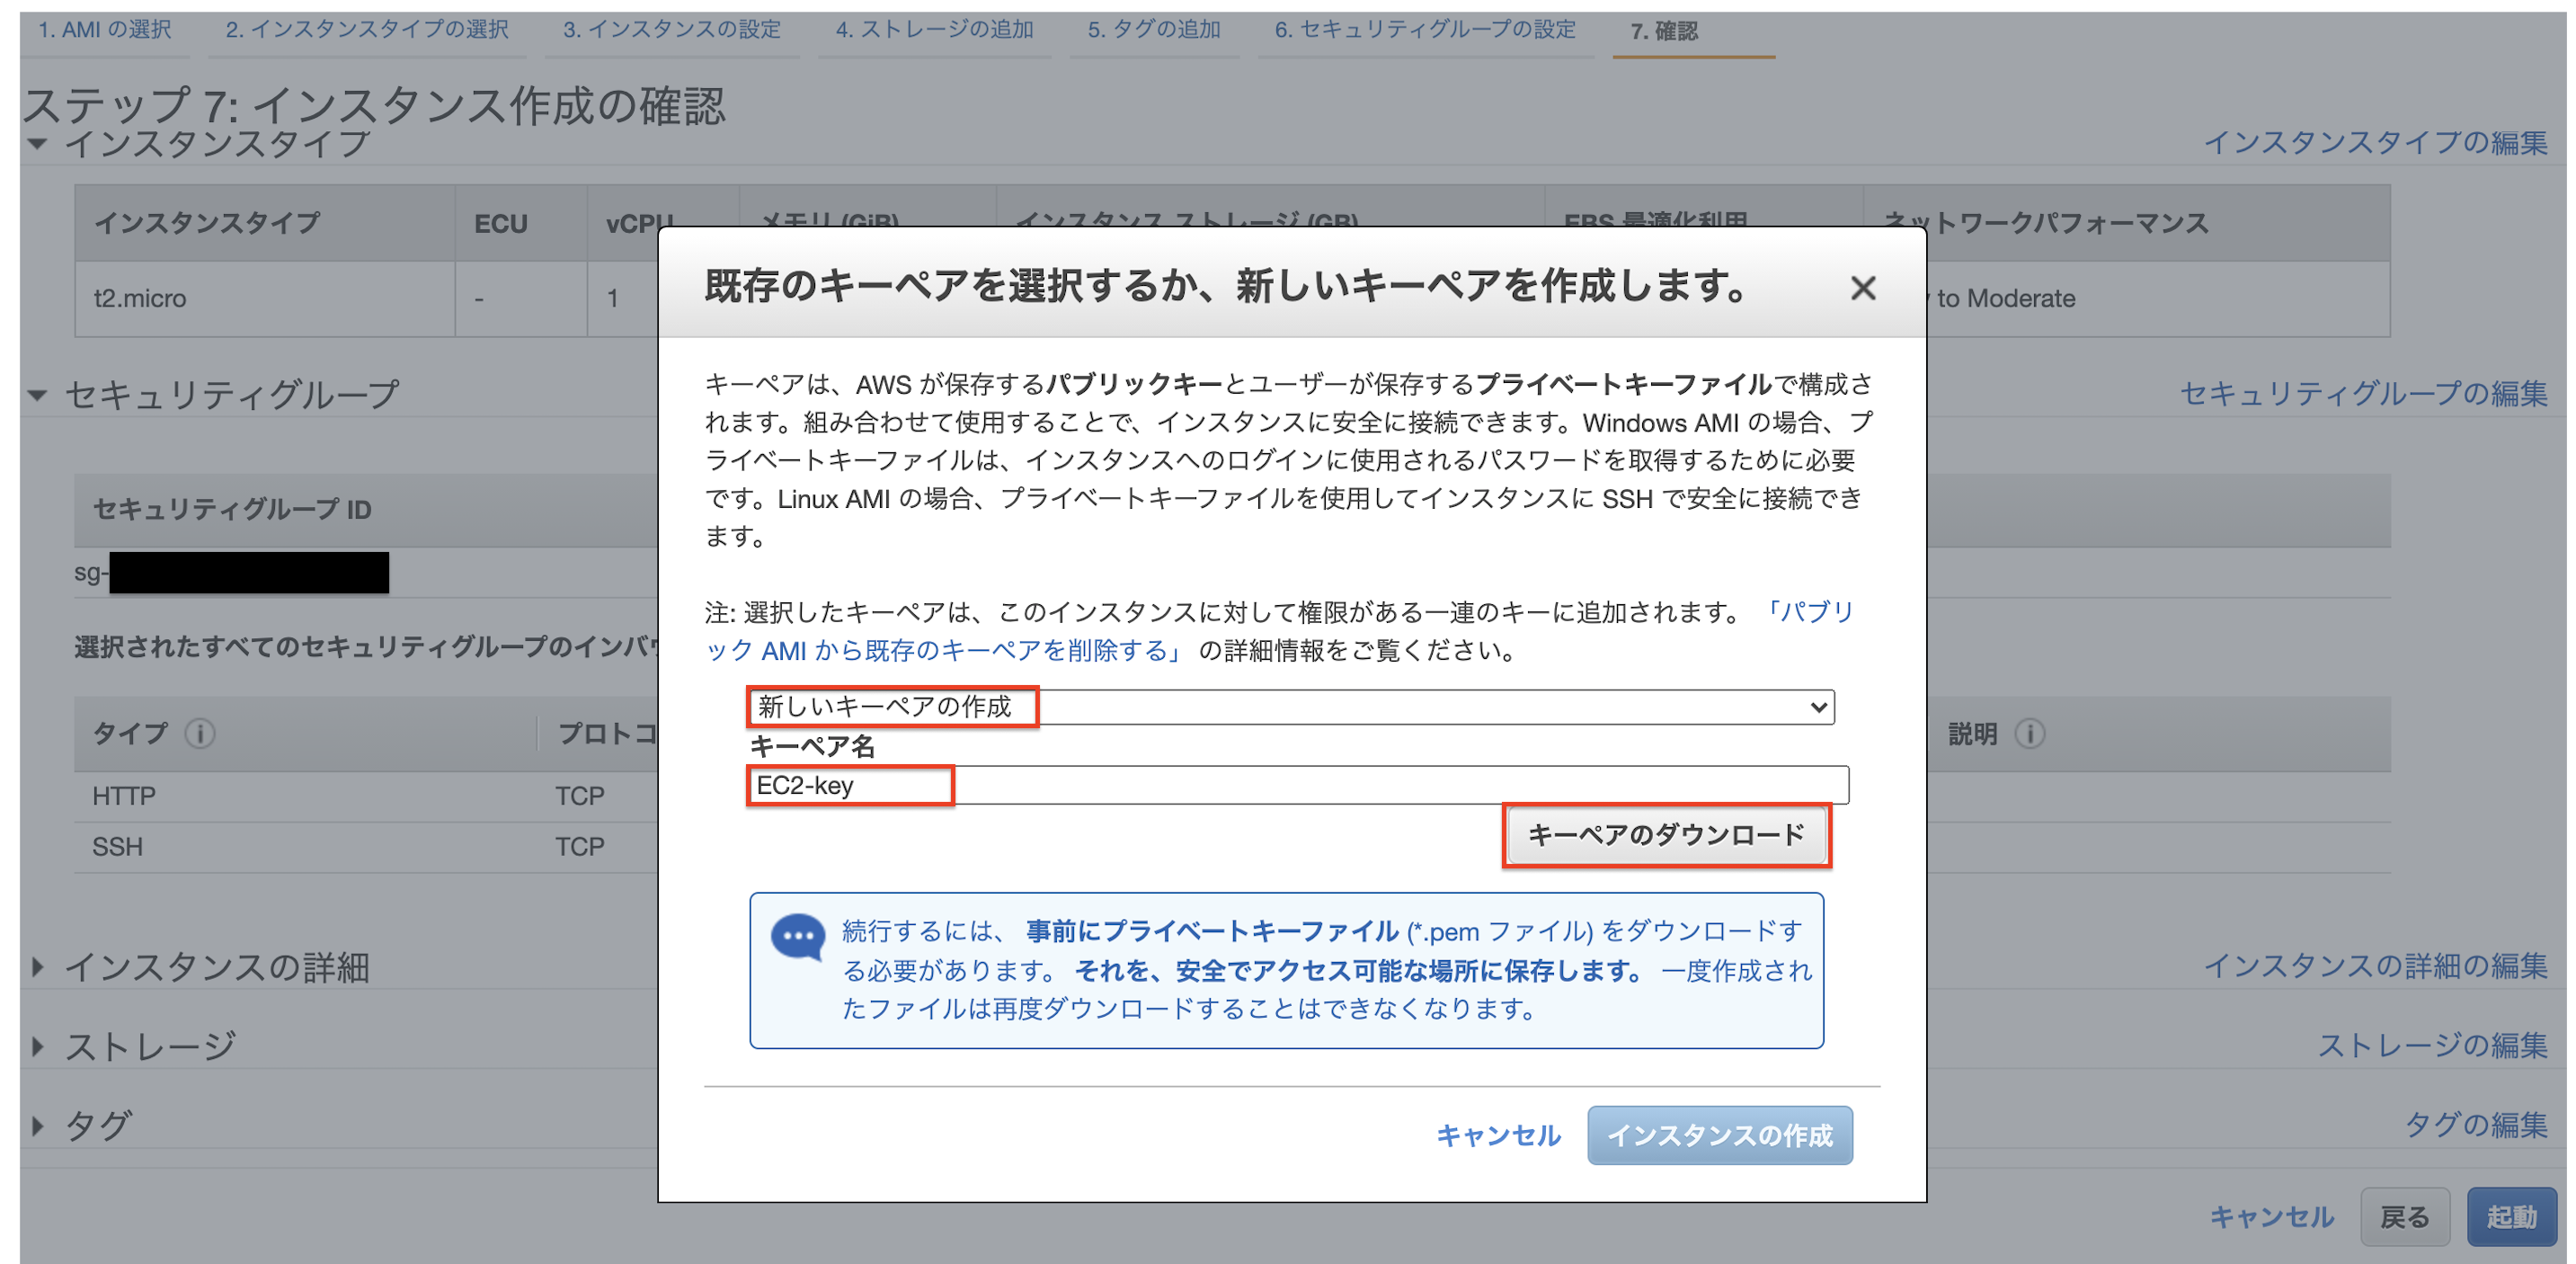 1. AMI の選択 2. インスタンスタイプの選択 3. インスタンスの設定 4. ストレージの追加 5. タグの追加 6. セキュリティグループの設定 7. 確認
ステップ 7: インスタンス作成の確認
インスタンスタイプ インスタンスタイプの編集
インスタンスタイプ ECU vCPU メモリ (GiB) インスタンス ストレージ (GB) EBS 最適化利用 ネットワークパフォーマンス
t2.micro - 1 to Moderate
セキュリティグループ セキュリティグループの編集
セキュリティグループ ID
sg-
選択されたすべてのセキュリティグループのインバ
タイプ プロトコ 説明
HTTP TCP
SSH TCP
インスタンスの詳細 インスタンスの詳細の編集
ストレージ ストレージの編集
タグ タグの編集
キャンセル 戻る 起動
既存のキーペアを選択するか、新しいキーペアを作成します。 ×
キーペアは、AWS が保存するパブリックキーとユーザーが保存するプライベートキーファイルで構成さ
れます。組み合わせて使用することで、インスタンスに安全に接続できます。Windows AMI の場合、プ
ライベートキーファイルは、インスタンスへのログインに使用されるパスワードを取得するために必要
です。Linux AMI の場合、プライベートキーファイルを使用してインスタンスに SSH で安全に接続でき
ます。
注: 選択したキーペアは、このインスタンスに対して権限がある一連のキーに追加されます。 「パブリ
ック AMI から既存のキーペアを削除する」 の詳細情報をご覧ください。
新しいキーペアの作成
キーペア名
EC2-key
キーペアのダウンロード
続行するには、 事前にプライベートキーファイル (*.pem ファイル) をダウンロードす
る必要があります。 それを、安全でアクセス可能な場所に保存します。 一度作成され
たファイルは再度ダウンロードすることはできなくなります。
キャンセル インスタンスの作成